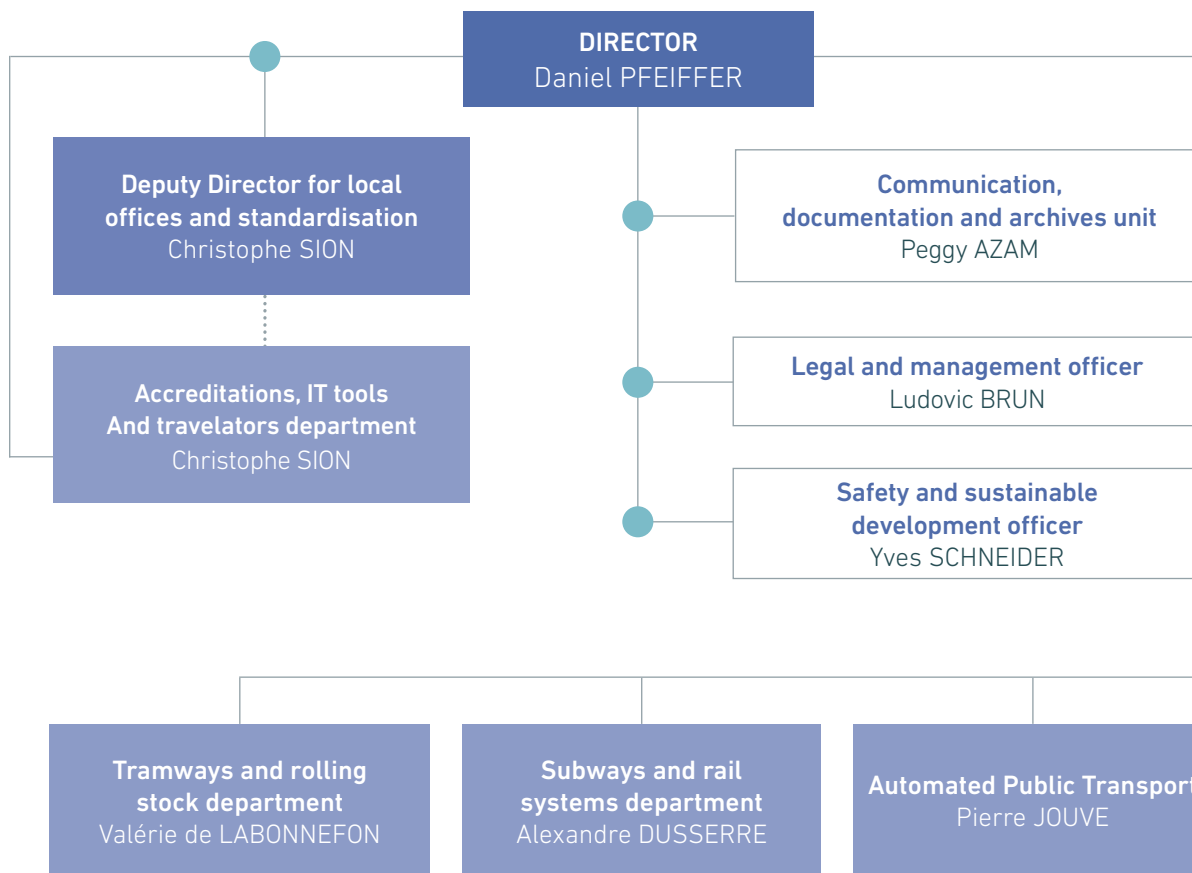 DIRECTOR
Daniel PFEIFFER
Deputy Director for local
offices and standardisation
Christophe SION
Accreditations, IT tools
And travelators department
Christophe SION
Communication,
documentation and archives unit
Peggy AZAM
Legal and management officer
Ludovic BRUN
Safety and sustainable
development officer
Yves SCHNEIDER
Tramways and rolling
stock department
Valérie de LABONNEFON
Subways and rail
systems department
Alexandre DUSSERRE
Automated Public Transport
Pierre JOUVE